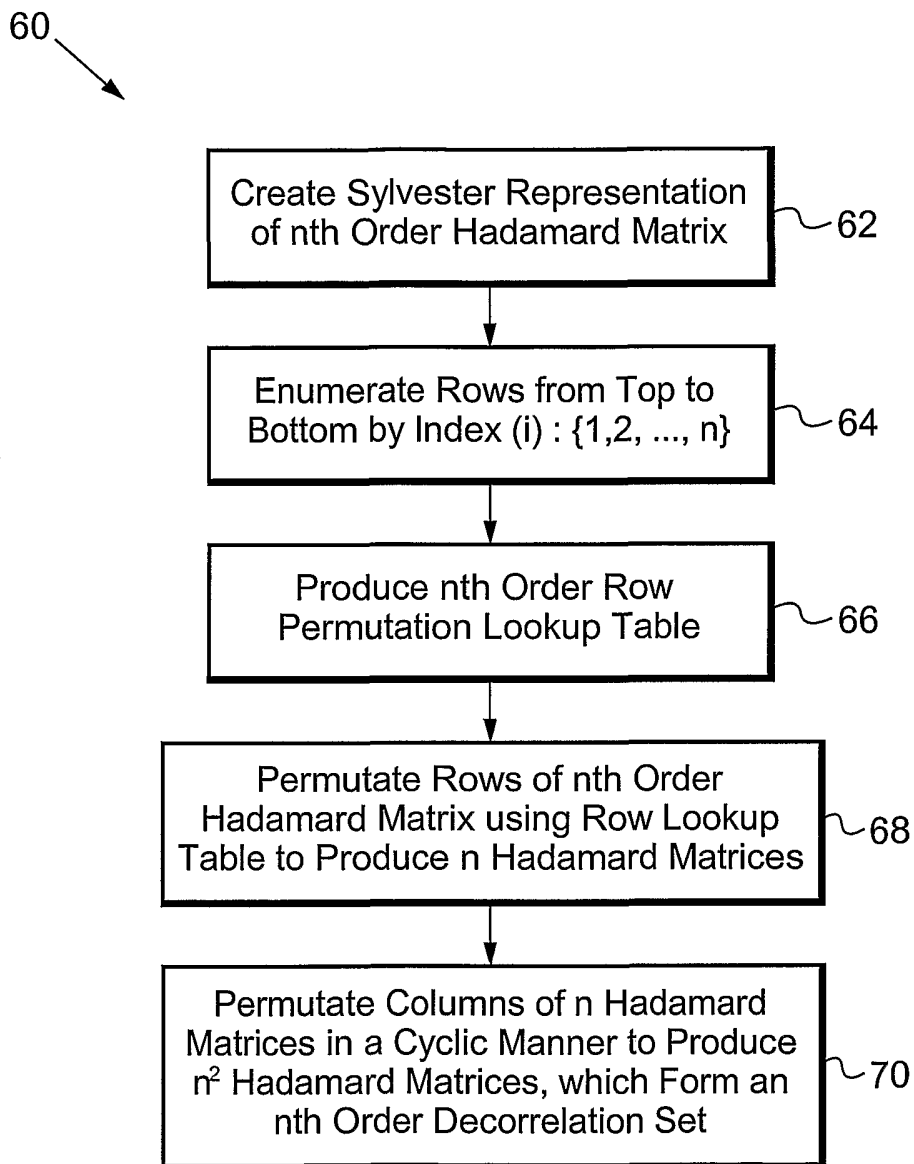 60
Create Sylvester Representation
of nth Order Hadamard Matrix
62
Enumerate Rows from Top to
Bottom by Index (i) : {1,2, ..., n}
64
Produce nth Order Row
Permutation Lookup Table
66
Permutate Rows of nth Order
Hadamard Matrix using Row Lookup
Table to Produce n Hadamard Matrices
68
Permutate Columns of n Hadamard
Matrices in a Cyclic Manner to Produce
n² Hadamard Matrices, which Form an
nth Order Decorrelation Set
70